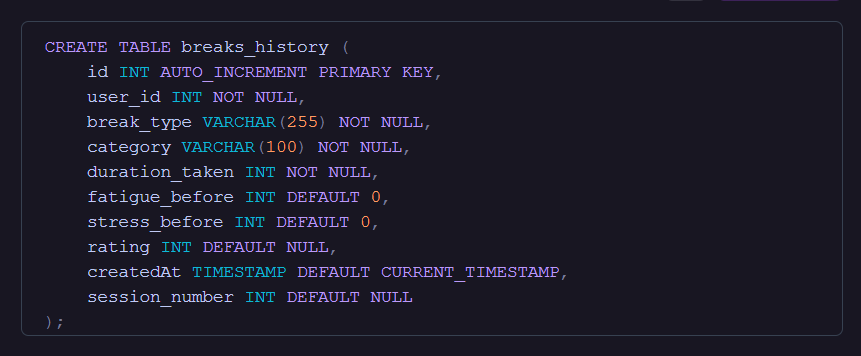 CREATE TABLE breaks_history (
    id INT AUTO_INCREMENT PRIMARY KEY,
    user_id INT NOT NULL,
    break_type VARCHAR(255) NOT NULL,
    category VARCHAR(100) NOT NULL,
    duration_taken INT NOT NULL,
    fatigue_before INT DEFAULT 0,
    stress_before INT DEFAULT 0,
    rating INT DEFAULT NULL,
    createdAt TIMESTAMP DEFAULT CURRENT_TIMESTAMP,
    session_number INT DEFAULT NULL
);